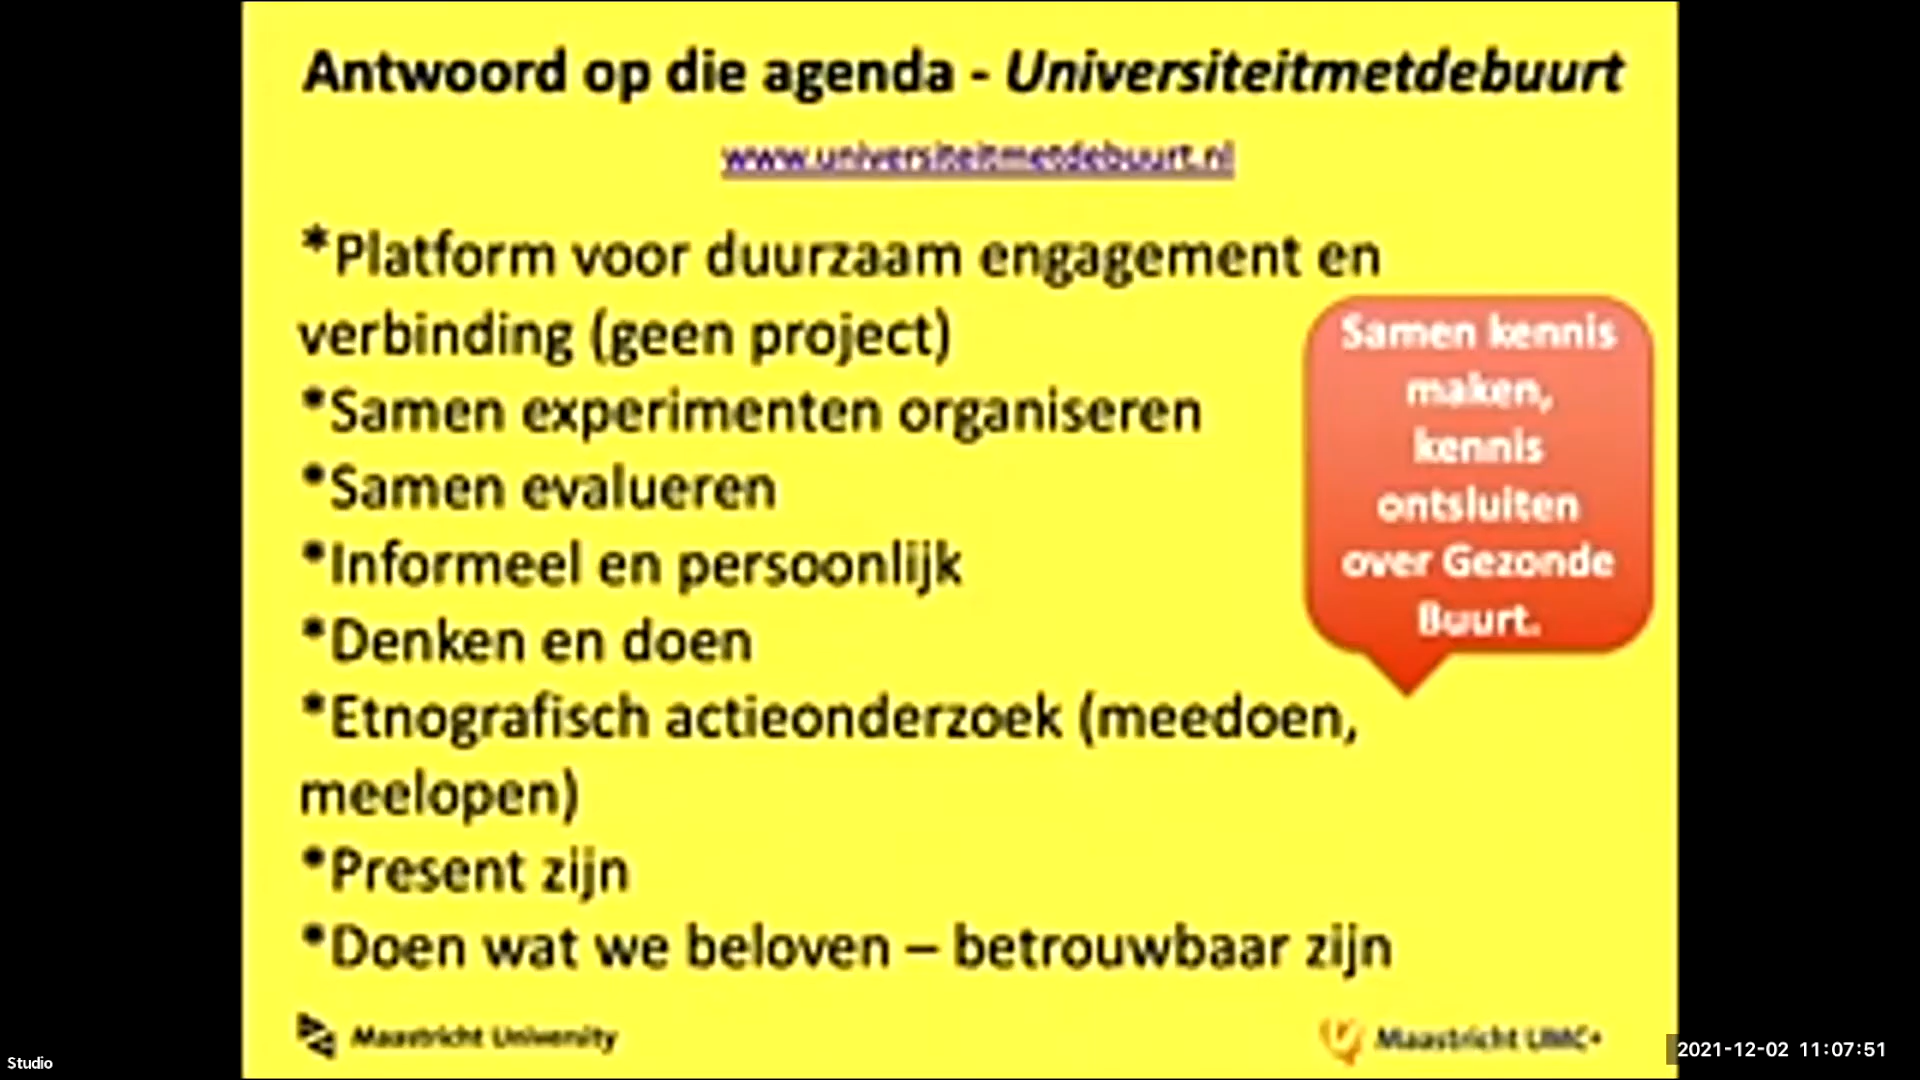 Antwoord op die agenda - Universiteitmetdebuurt
www.universiteitmetdebuurt.nl
*Platform voor duurzaam engagement en
verbinding (geen project)
*Samen experimenten organiseren
*Samen evalueren
*Informeel en persoonlijk
*Denken en doen
*Etnografisch actieonderzoek (meedoen,
meelopen)
*Present zijn
*Doen wat we beloven – betrouwbaar zijn
Samen kennis
maken,
kennis
ontsluiten
over Gezonde
Buurt.
Maastricht University
Maastricht UMC+
Studio
2021-12-02 11:07:51